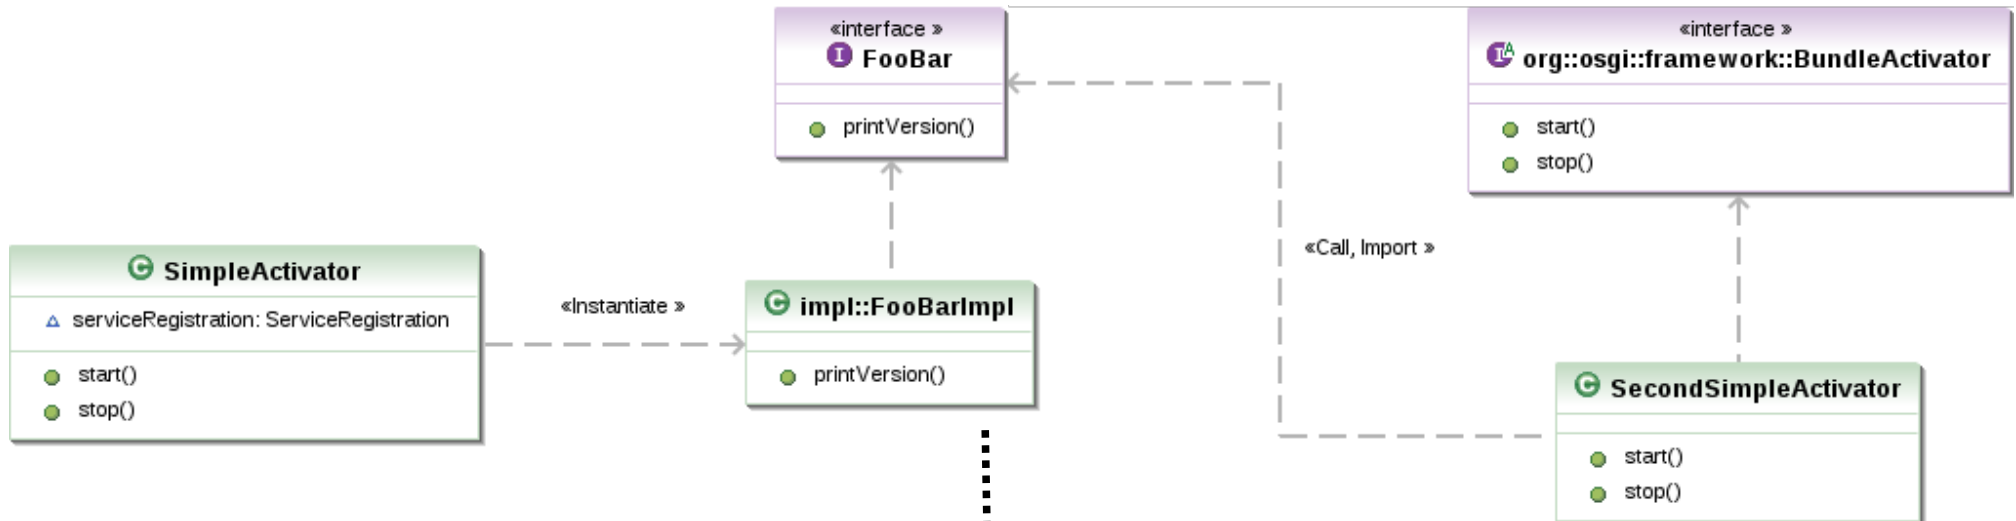 «interface »
FooBar
printVersion()
«interface »
org::osgi::framework::BundleActivator
start()
stop()
SimpleActivator
serviceRegistration: ServiceRegistration
start()
stop()
«Instantiate »
impl::FooBarImpl
printVersion()
«Call, Import »
SecondSimpleActivator
start()
stop()